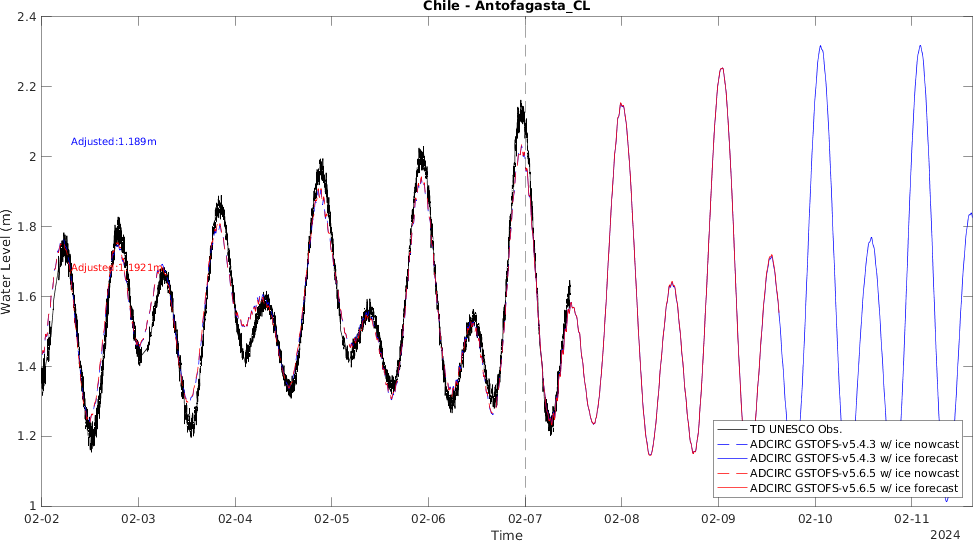 Chile - Antofagasta_CL
2.4
2.2
2
1.8
1.6
1.4
1.2
1
Water Level (m)
Adjusted:1.189m
Adjusted:1.1921m
TD UNESCO Obs.
ADCIRC GSTOFS-v5.4.3 w/ ice nowcast
ADCIRC GSTOFS-v5.4.3 w/ ice forecast
ADCIRC GSTOFS-v5.6.5 w/ ice nowcast
ADCIRC GSTOFS-v5.6.5 w/ ice forecast
02-02 02-03 02-04 02-05 02-06 02-07 02-08 02-09 02-10 02-11
Time
2024